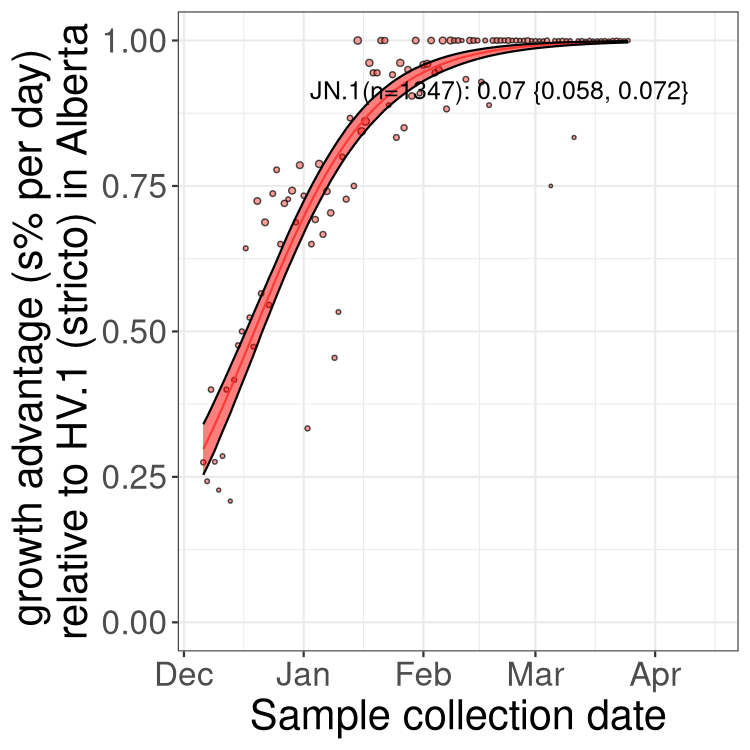 growth advantage (s% per day)
relative to HV.1 (stricto) in Alberta
1.00
0.75
0.50
0.25
0.00
JN.1(n=1347): 0.07 {0.058, 0.072}
Dec Jan Feb Mar Apr
Sample collection date